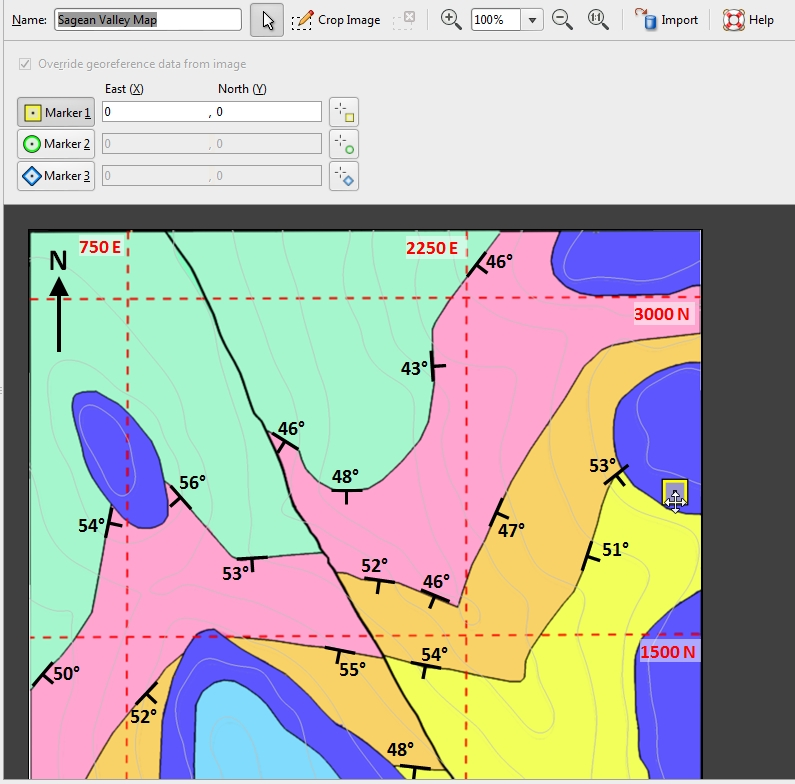 Name: Sagean Valley Map Crop Image 100% Import Help
Override georeference data from image
East (X) North (Y)
Marker 1 0 , 0
Marker 2 0 , 0
Marker 3 0 , 0
750 E 2250 E
N 46°
3000 N
43°
46°
53°
48°
56°
54° 47°
51°
53° 52°
46°
54° 1500 N
50° 55°
52°
48°